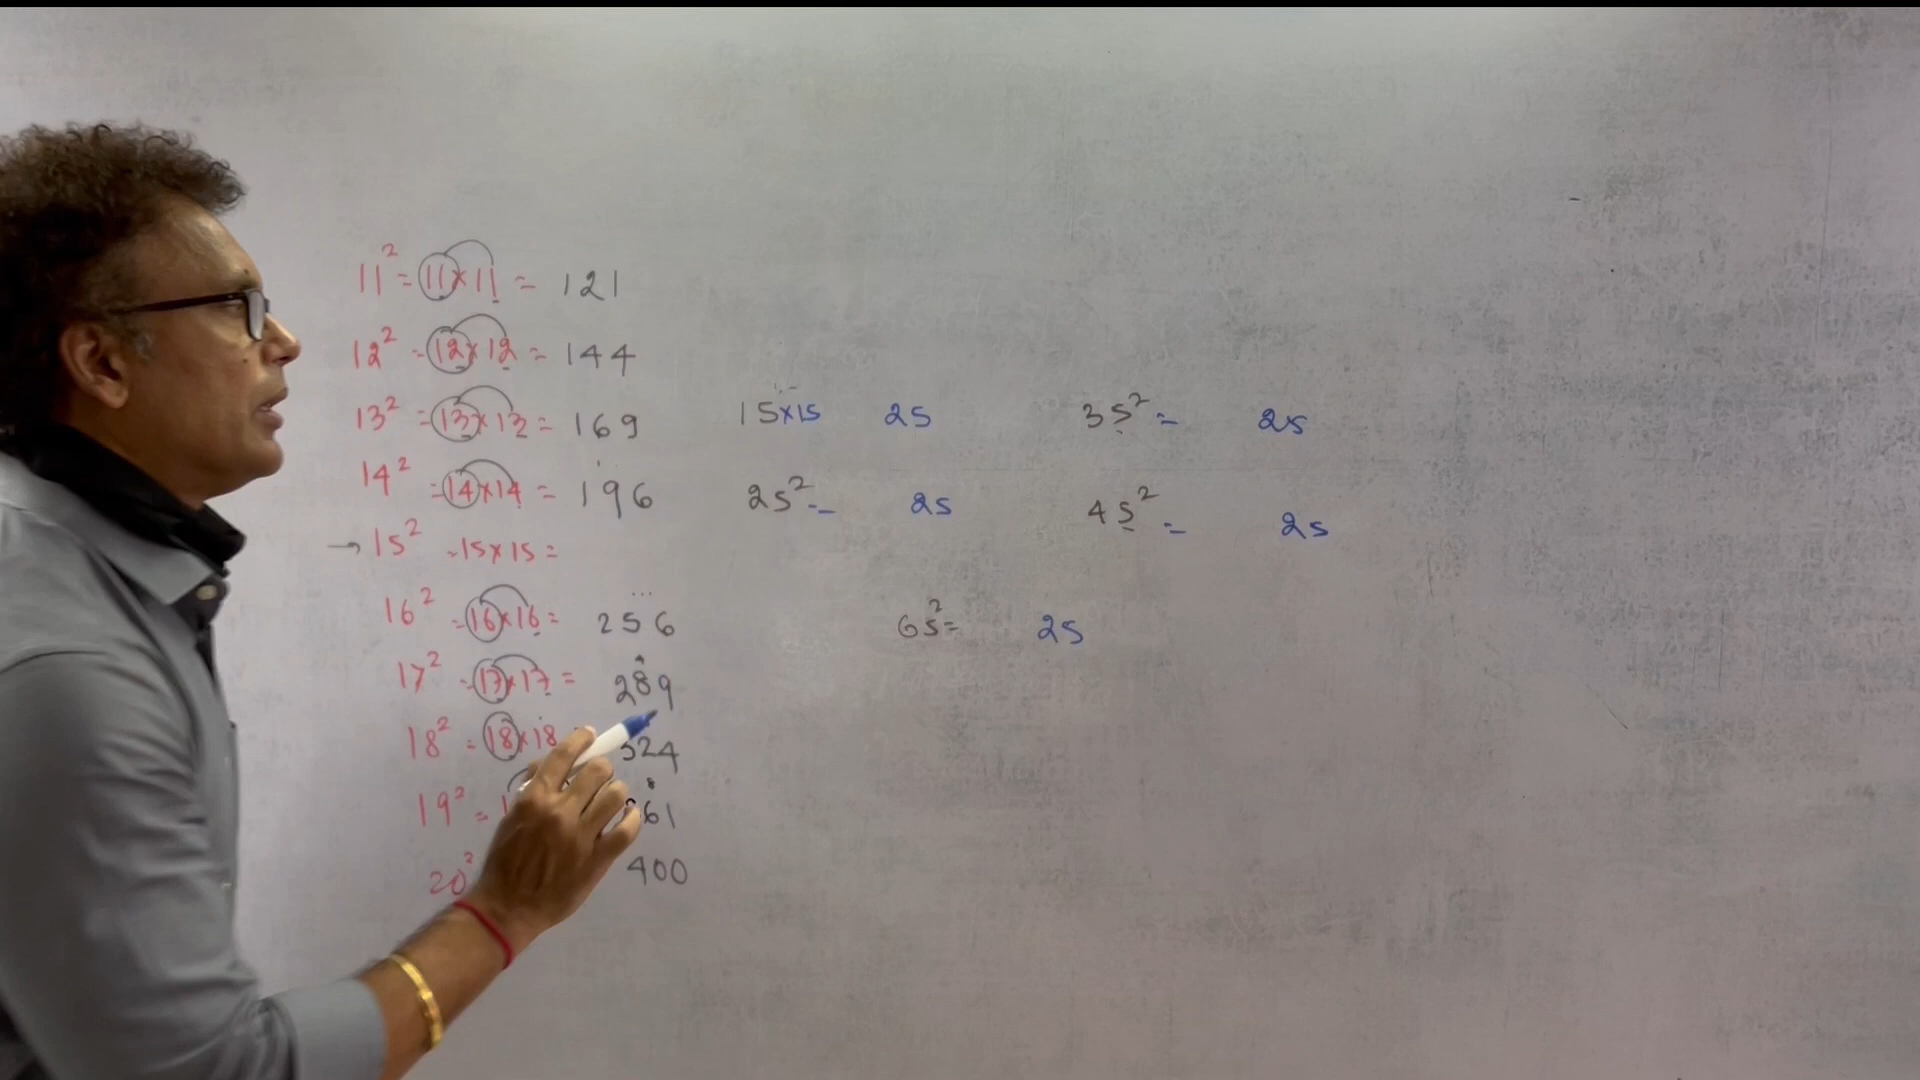 11² = 11×11 = 121
12² = 12×12 = 144
13² = 13×13 = 169
14² = 14×14 = 196
→ 15² = 15×15 =
16² = 16×16 = 256
17² = 17×17 = 289
18² = 18×18 324
19² = 1 61
20² 400
15×15 25
25² = 25
35² = 25
45² = 25
65² = 25